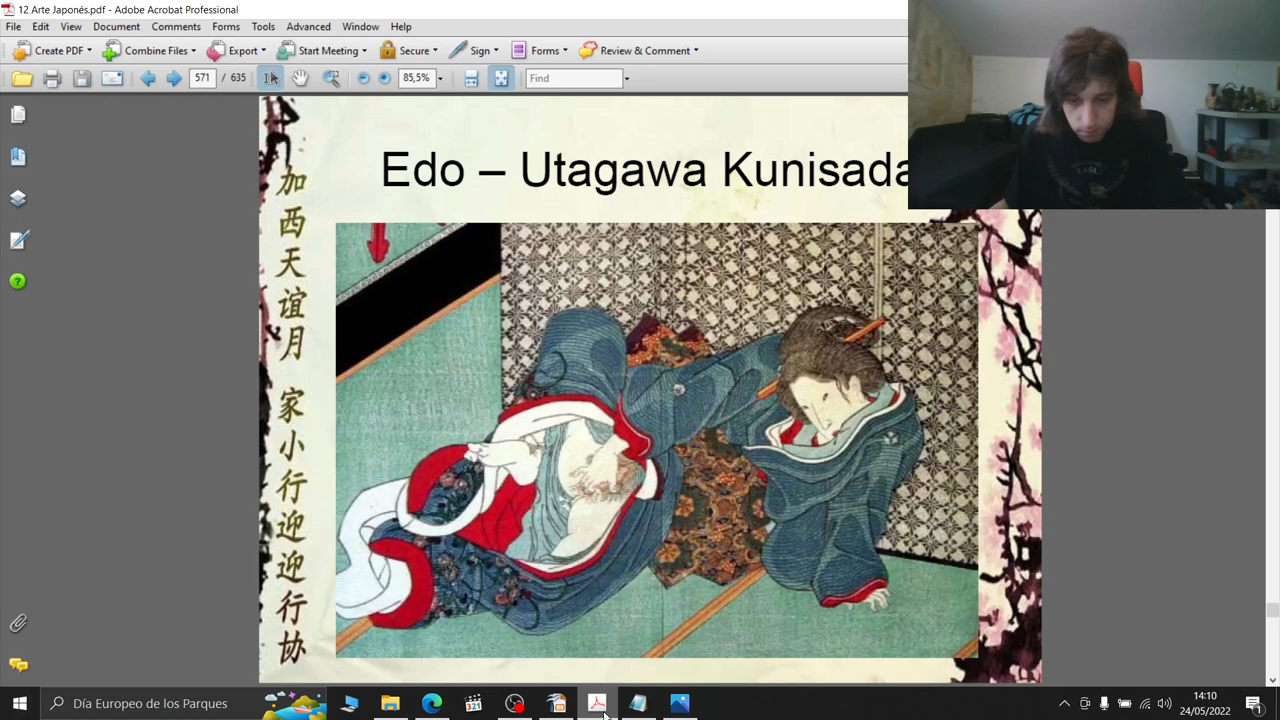 12 Arte Japonés.pdf - Adobe Acrobat Professional
File Edit View Document Comments Forms Tools Advanced Window Help
Create PDF Combine Files Export Start Meeting Secure Sign Forms Review & Comment
571 / 635 85,5% Find
Edo – Utagawa Kunisada
加西天谊月
家小行迎迎行协
Día Europeo de los Parques
321
14:10
24/05/2022
1